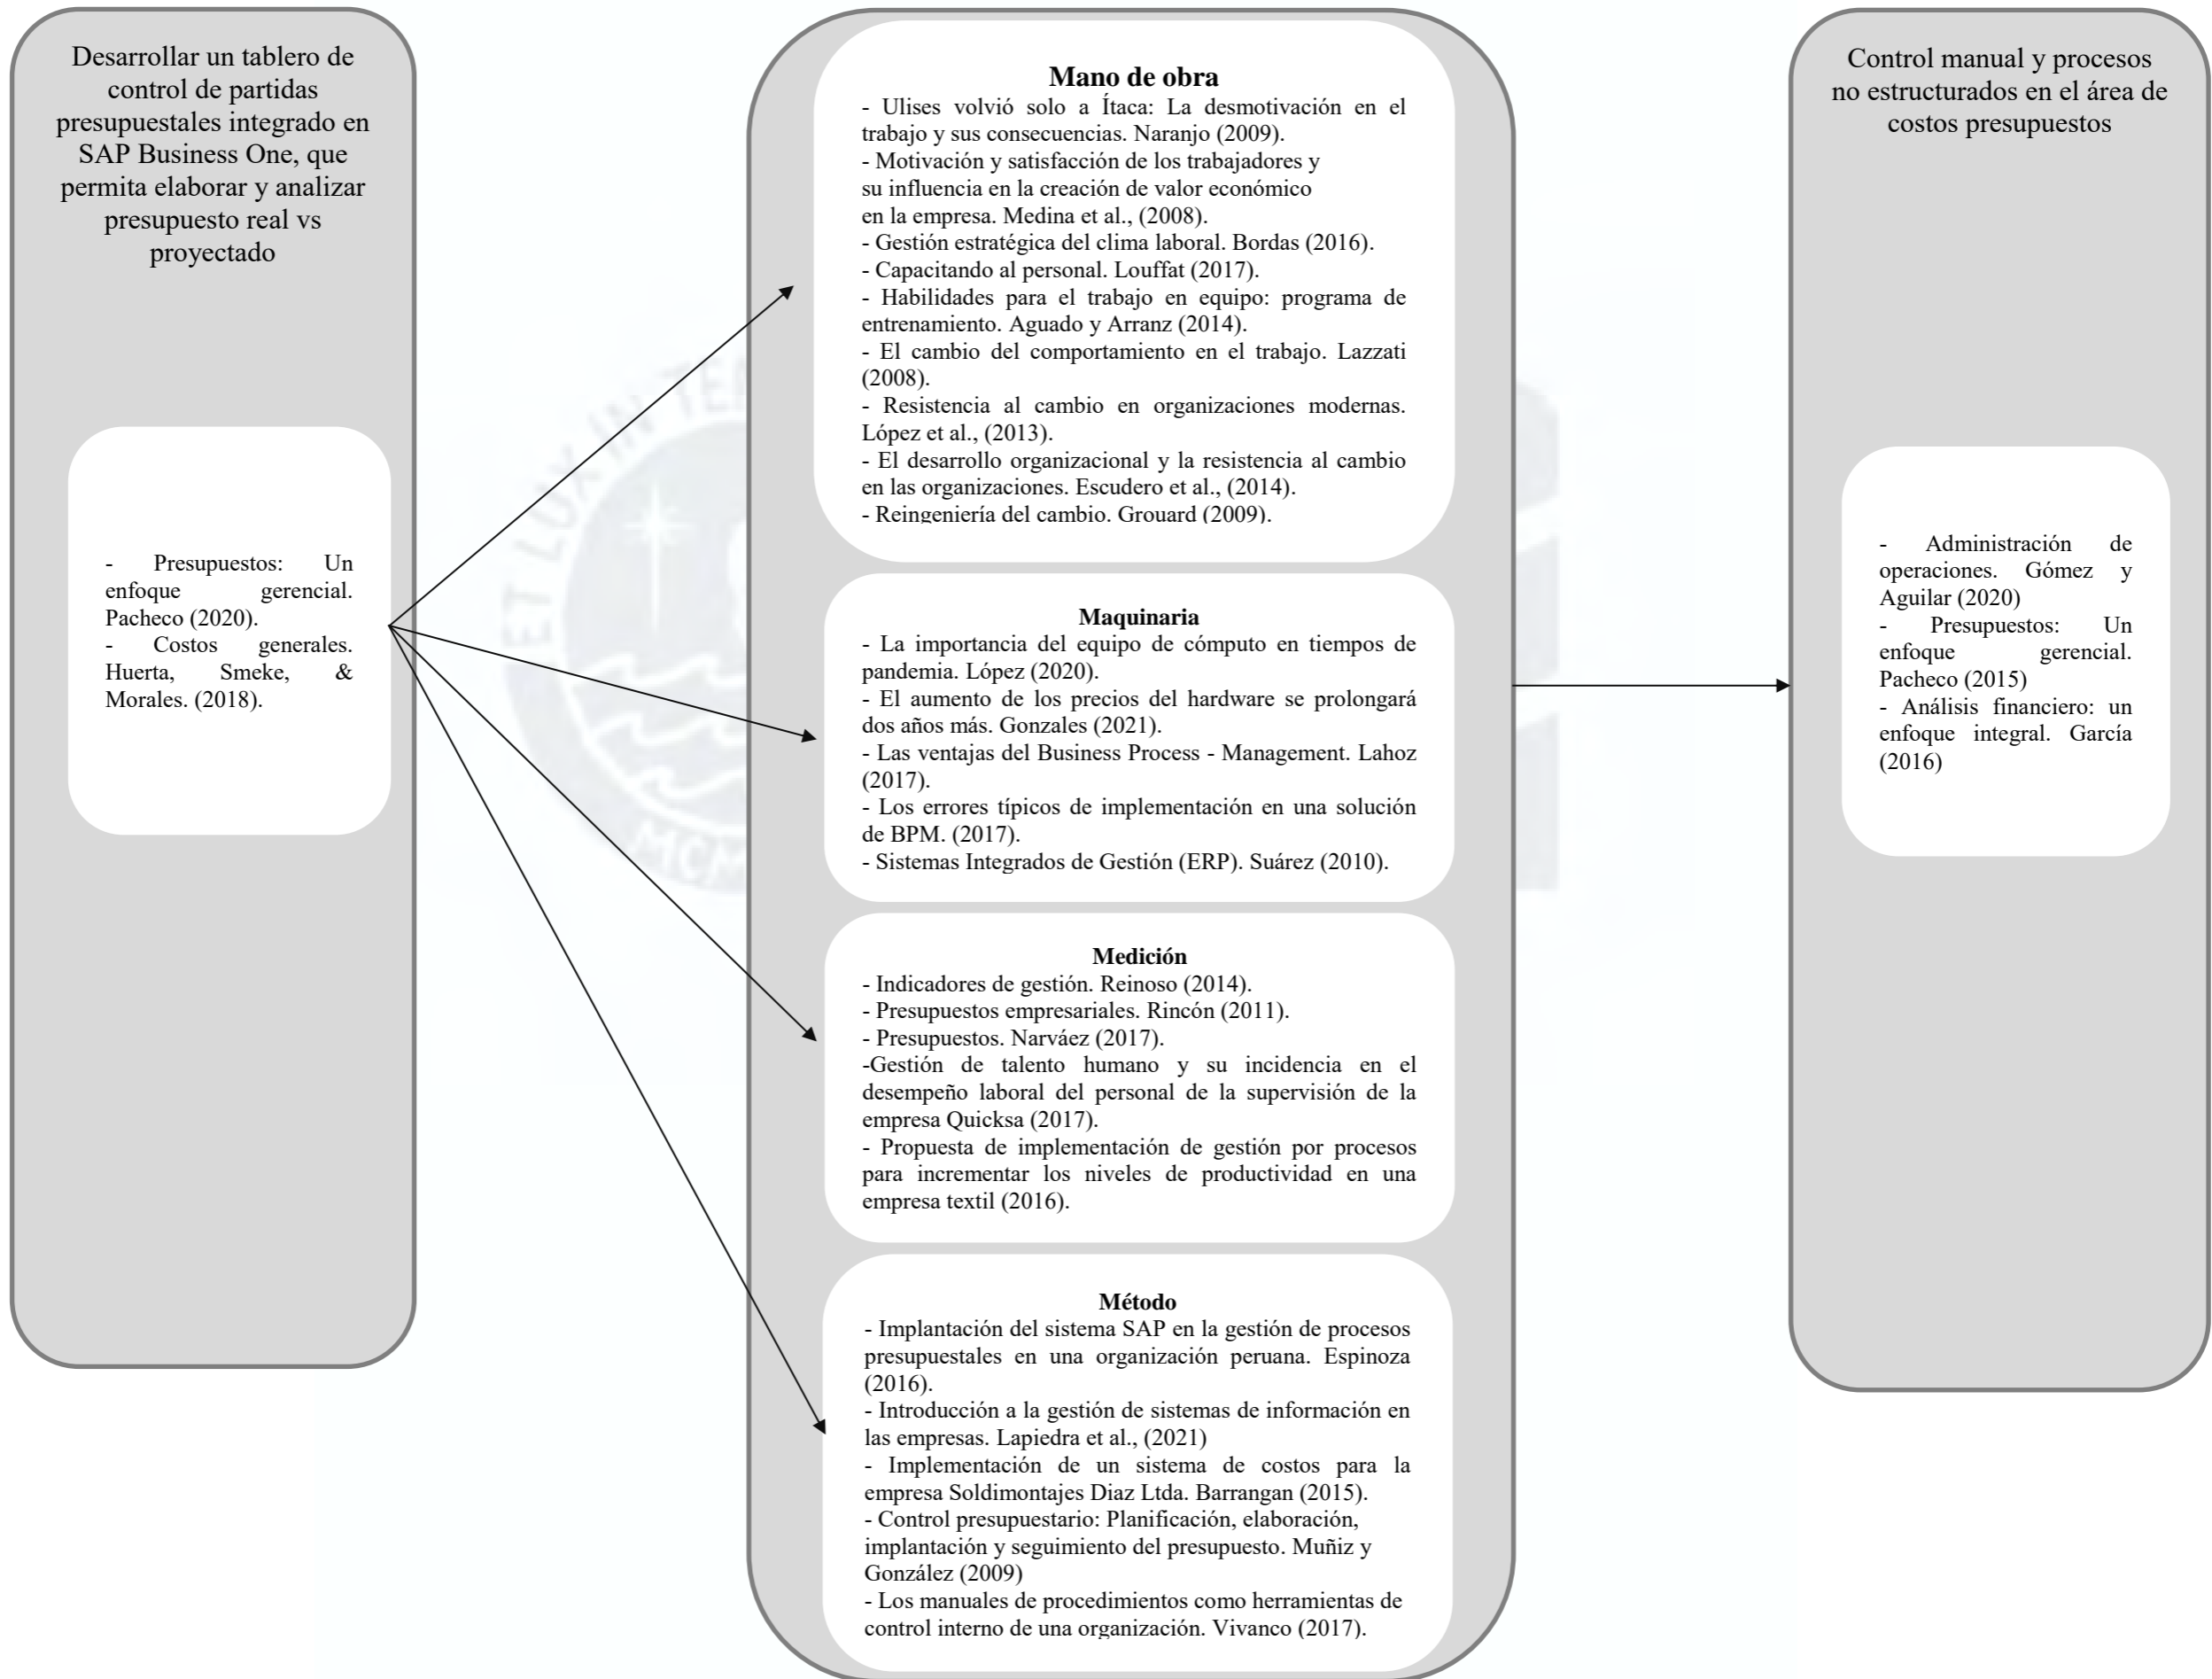 Desarrollar un tablero de
control de partidas
presupuestales integrado en
SAP Business One, que
permita elaborar y analizar
presupuesto real vs
proyectado
- Presupuestos: Un
enfoque gerencial.
Pacheco (2020).
- Costos generales.
Huerta, Smeke, &
Morales. (2018).
Mano de obra
- Ulises volvió solo a Ítaca: La desmotivación en el
trabajo y sus consecuencias. Naranjo (2009).
- Motivación y satisfacción de los trabajadores y
su influencia en la creación de valor económico
en la empresa. Medina et al., (2008).
- Gestión estratégica del clima laboral. Bordas (2016).
- Capacitando al personal. Louffat (2017).
- Habilidades para el trabajo en equipo: programa de
entrenamiento. Aguado y Arranz (2014).
- El cambio del comportamiento en el trabajo. Lazzati
(2008).
- Resistencia al cambio en organizaciones modernas.
López et al., (2013).
- El desarrollo organizacional y la resistencia al cambio
en las organizaciones. Escudero et al., (2014).
- Reingeniería del cambio. Grouard (2009).
Maquinaria
- La importancia del equipo de cómputo en tiempos de
pandemia. López (2020).
- El aumento de los precios del hardware se prolongará
dos años más. Gonzales (2021).
- Las ventajas del Business Process - Management. Lahoz
(2017).
- Los errores típicos de implementación en una solución
de BPM. (2017).
- Sistemas Integrados de Gestión (ERP). Suárez (2010).
Medición
- Indicadores de gestión. Reinoso (2014).
- Presupuestos empresariales. Rincón (2011).
- Presupuestos. Narváez (2017).
-Gestión de talento humano y su incidencia en el
desempeño laboral del personal de la supervisión de la
empresa Quicksa (2017).
- Propuesta de implementación de gestión por procesos
para incrementar los niveles de productividad en una
empresa textil (2016).
Método
- Implantación del sistema SAP en la gestión de procesos
presupuestales en una organización peruana. Espinoza
(2016).
- Introducción a la gestión de sistemas de información en
las empresas. Lapiedra et al., (2021)
- Implementación de un sistema de costos para la
empresa Soldimontajes Diaz Ltda. Barrangan (2015).
- Control presupuestario: Planificación, elaboración,
implantación y seguimiento del presupuesto. Muñiz y
González (2009)
- Los manuales de procedimientos como herramientas de
control interno de una organización. Vivanco (2017).
Control manual y procesos
no estructurados en el área de
costos presupuestos
- Administración de
operaciones. Gómez y
Aguilar (2020)
- Presupuestos: Un
enfoque gerencial.
Pacheco (2015)
- Análisis financiero: un
enfoque integral. García
(2016)
ET LUX IN TE
MCM